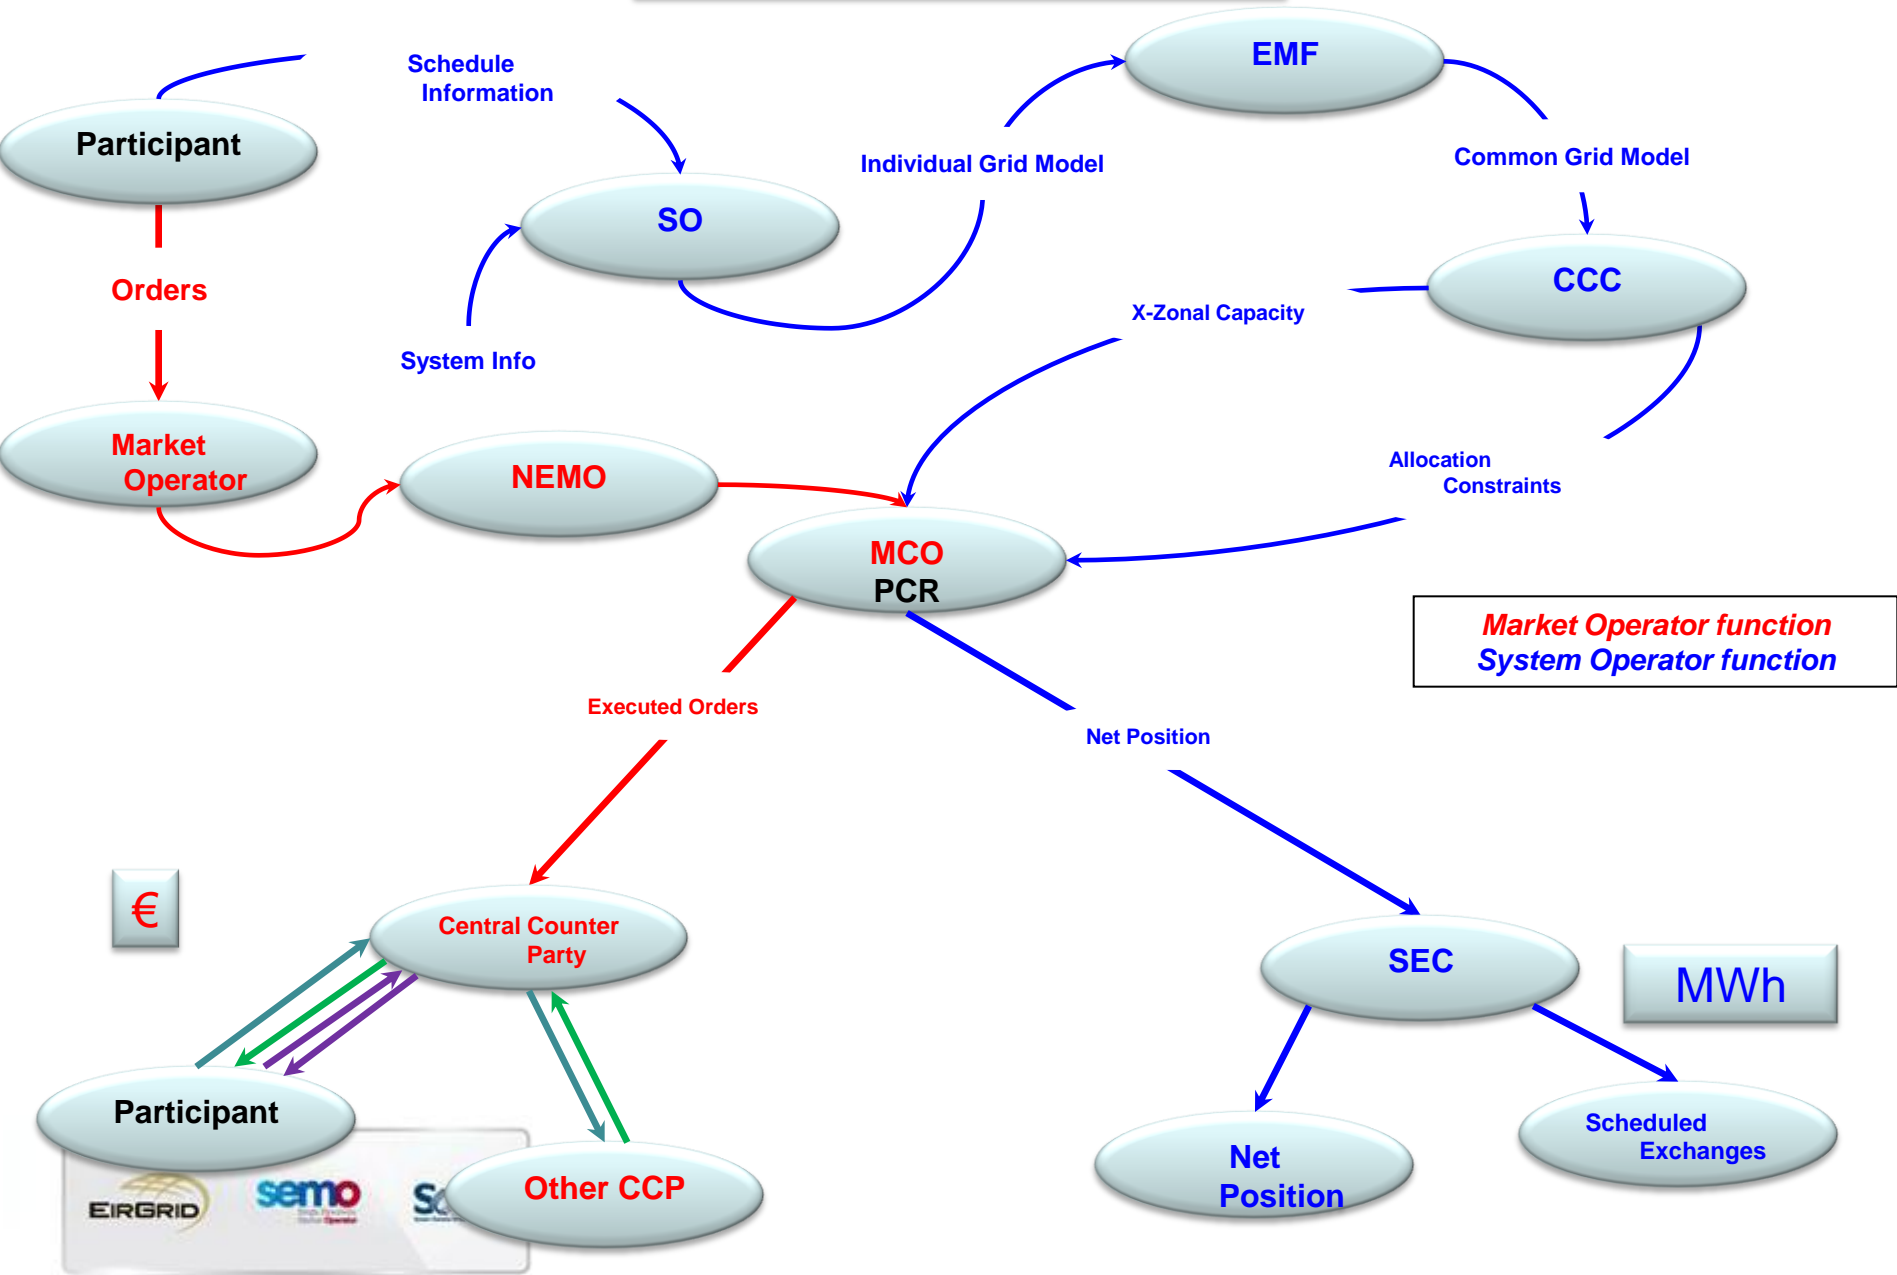 EMF
Schedule
Information
Participant
Individual Grid Model
Common Grid Model
SO
CCC
Orders
X-Zonal Capacity
System Info
Market
Operator
NEMO
Allocation
Constraints
MCO
PCR
Market Operator function
System Operator function
Executed Orders
Net Position
€
Central Counter
Party
SEC
MWh
Participant
Scheduled
Exchanges
Net
Position
Other CCP
EIRGRID
semo